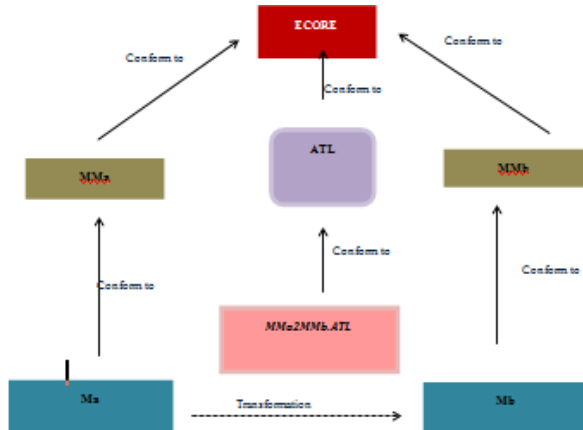 ECORE
Conform to
Conform to
Conform to
ATL
MMa
MMb
Conform to
Conform to
Conform to
MMa2MMb.ATL
Ma
Transformation
Mb